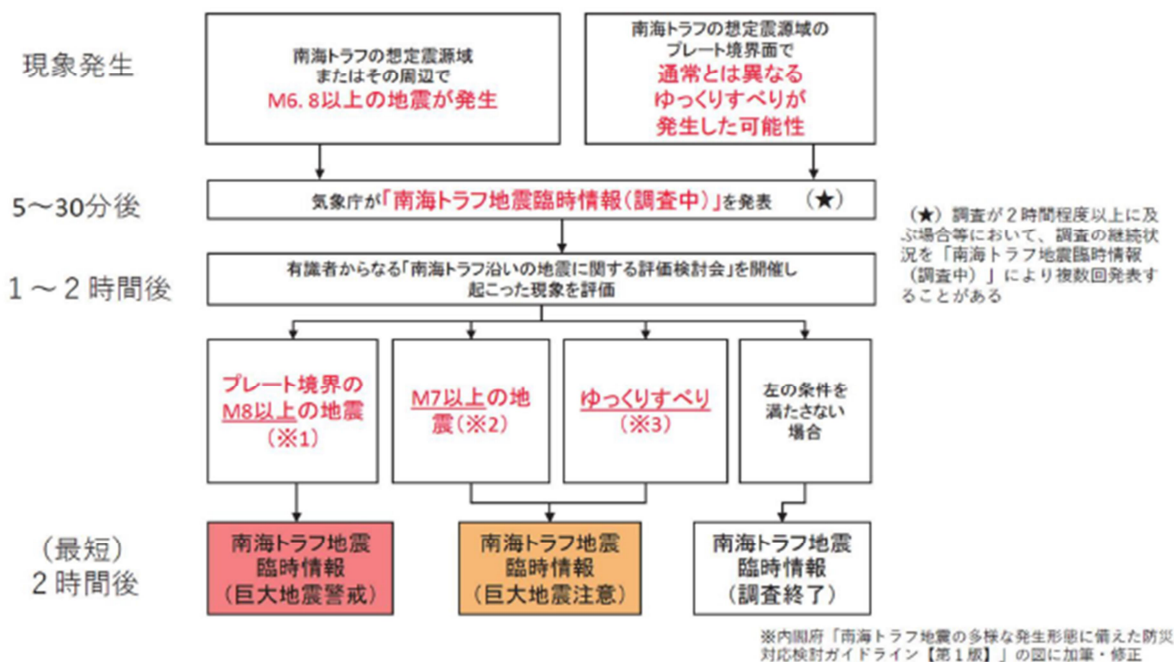 現象発生
南海トラフの想定震源域
またはその周辺で
M6.8以上の地震が発生
南海トラフの想定震源域の
プレート境界面で
通常とは異なる
ゆっくりすべりが
発生した可能性
5～30分後
気象庁が「南海トラフ地震臨時情報(調査中)」を発表 (★)
(★)調査が2時間程度以上に及
ぶ場合等において、調査の継続状
況を「南海トラフ地震臨時情報
(調査中)」により複数回発表す
ることがある
1～2時間後
有識者からなる「南海トラフ沿いの地震に関する評価検討会」を開催し
起こった現象を評価
プレート境界の
M8以上の地震
(※1)
M7以上の地
震(※2)
ゆっくりすべり
(※3)
左の条件を
満たさない
場合
(最短)
2時間後
南海トラフ地震
臨時情報
(巨大地震警戒)
南海トラフ地震
臨時情報
(巨大地震注意)
南海トラフ地震
臨時情報
(調査終了)
※内閣府「南海トラフ地震の多様な発生形態に備えた防災
対応検討ガイドライン【第1版】」の図に加筆・修正